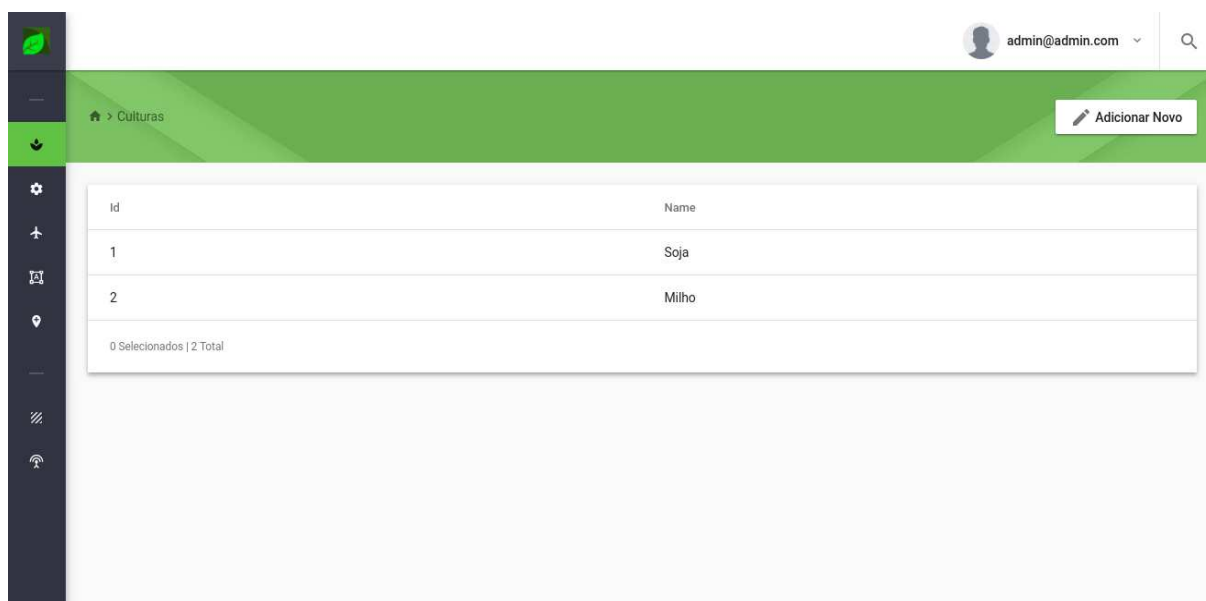 admin@admin.com
> Culturas
Adicionar Novo
Id Name
1 Soja
2 Milho
0 Selecionados | 2 Total